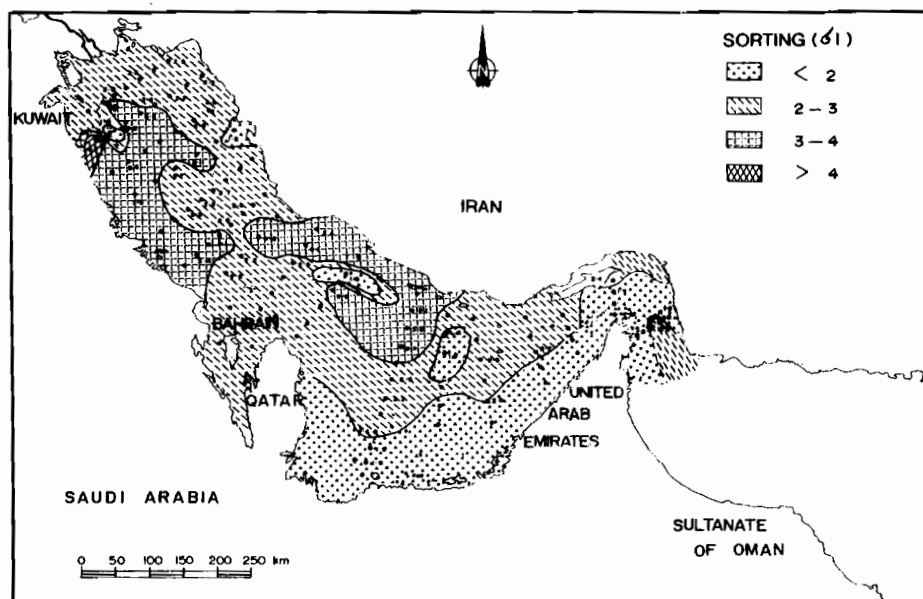 SORTING (δ1)
< 2
2 – 3
3 – 4
> 4
KUWAIT
IRAN
BAHRAIN
QATAR
UNITED
ARAB
EMIRATES
SAUDI ARABIA
SULTANATE
OF OMAN
0 50 100 150 200 250 km